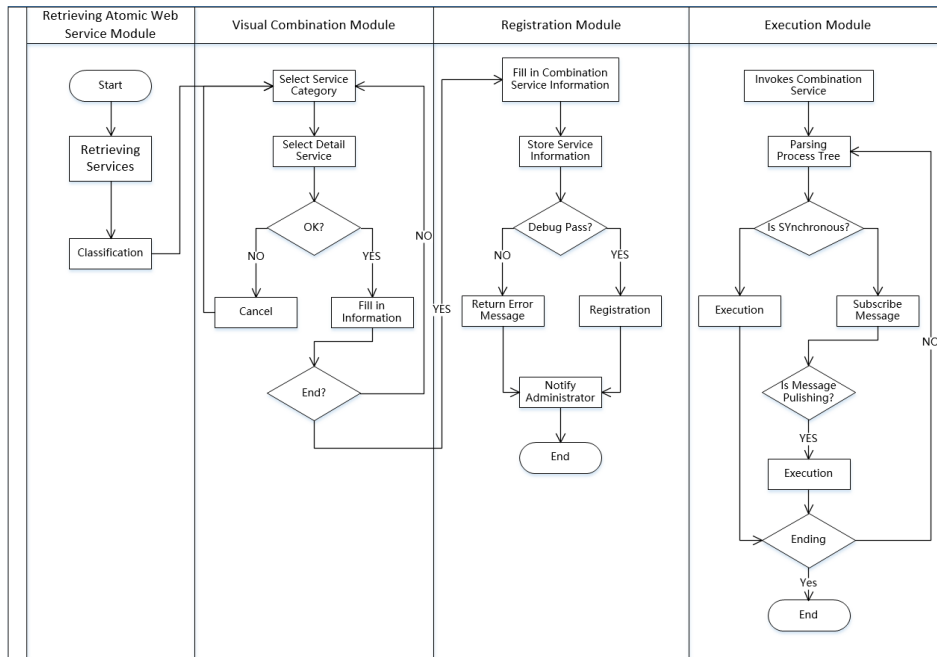 Retrieving Atomic Web
Service Module
Visual Combination Module
Registration Module
Execution Module
Start
Retrieving
Services
Classification
Select Service
Category
Select Detail
Service
OK?
NO
YES
NO
Cancel
Fill in
Information
End?
YES
Fill in Combination
Service Information
Store Service
Information
Debug Pass?
NO
YES
Return Error
Message
Registration
Notify
Administrator
End
Invokes Combination
Service
Parsing
Process Tree
Is SYnchronous?
Execution
Subscribe
Message
NO
Is Message
Pulishing?
YES
Execution
Ending
Yes
End